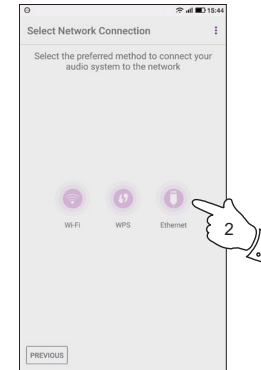 15:44
Select Network Connection
Select the preferred method to connect your
audio system to the network
Wi-Fi WPS Ethernet
2
PREVIOUS